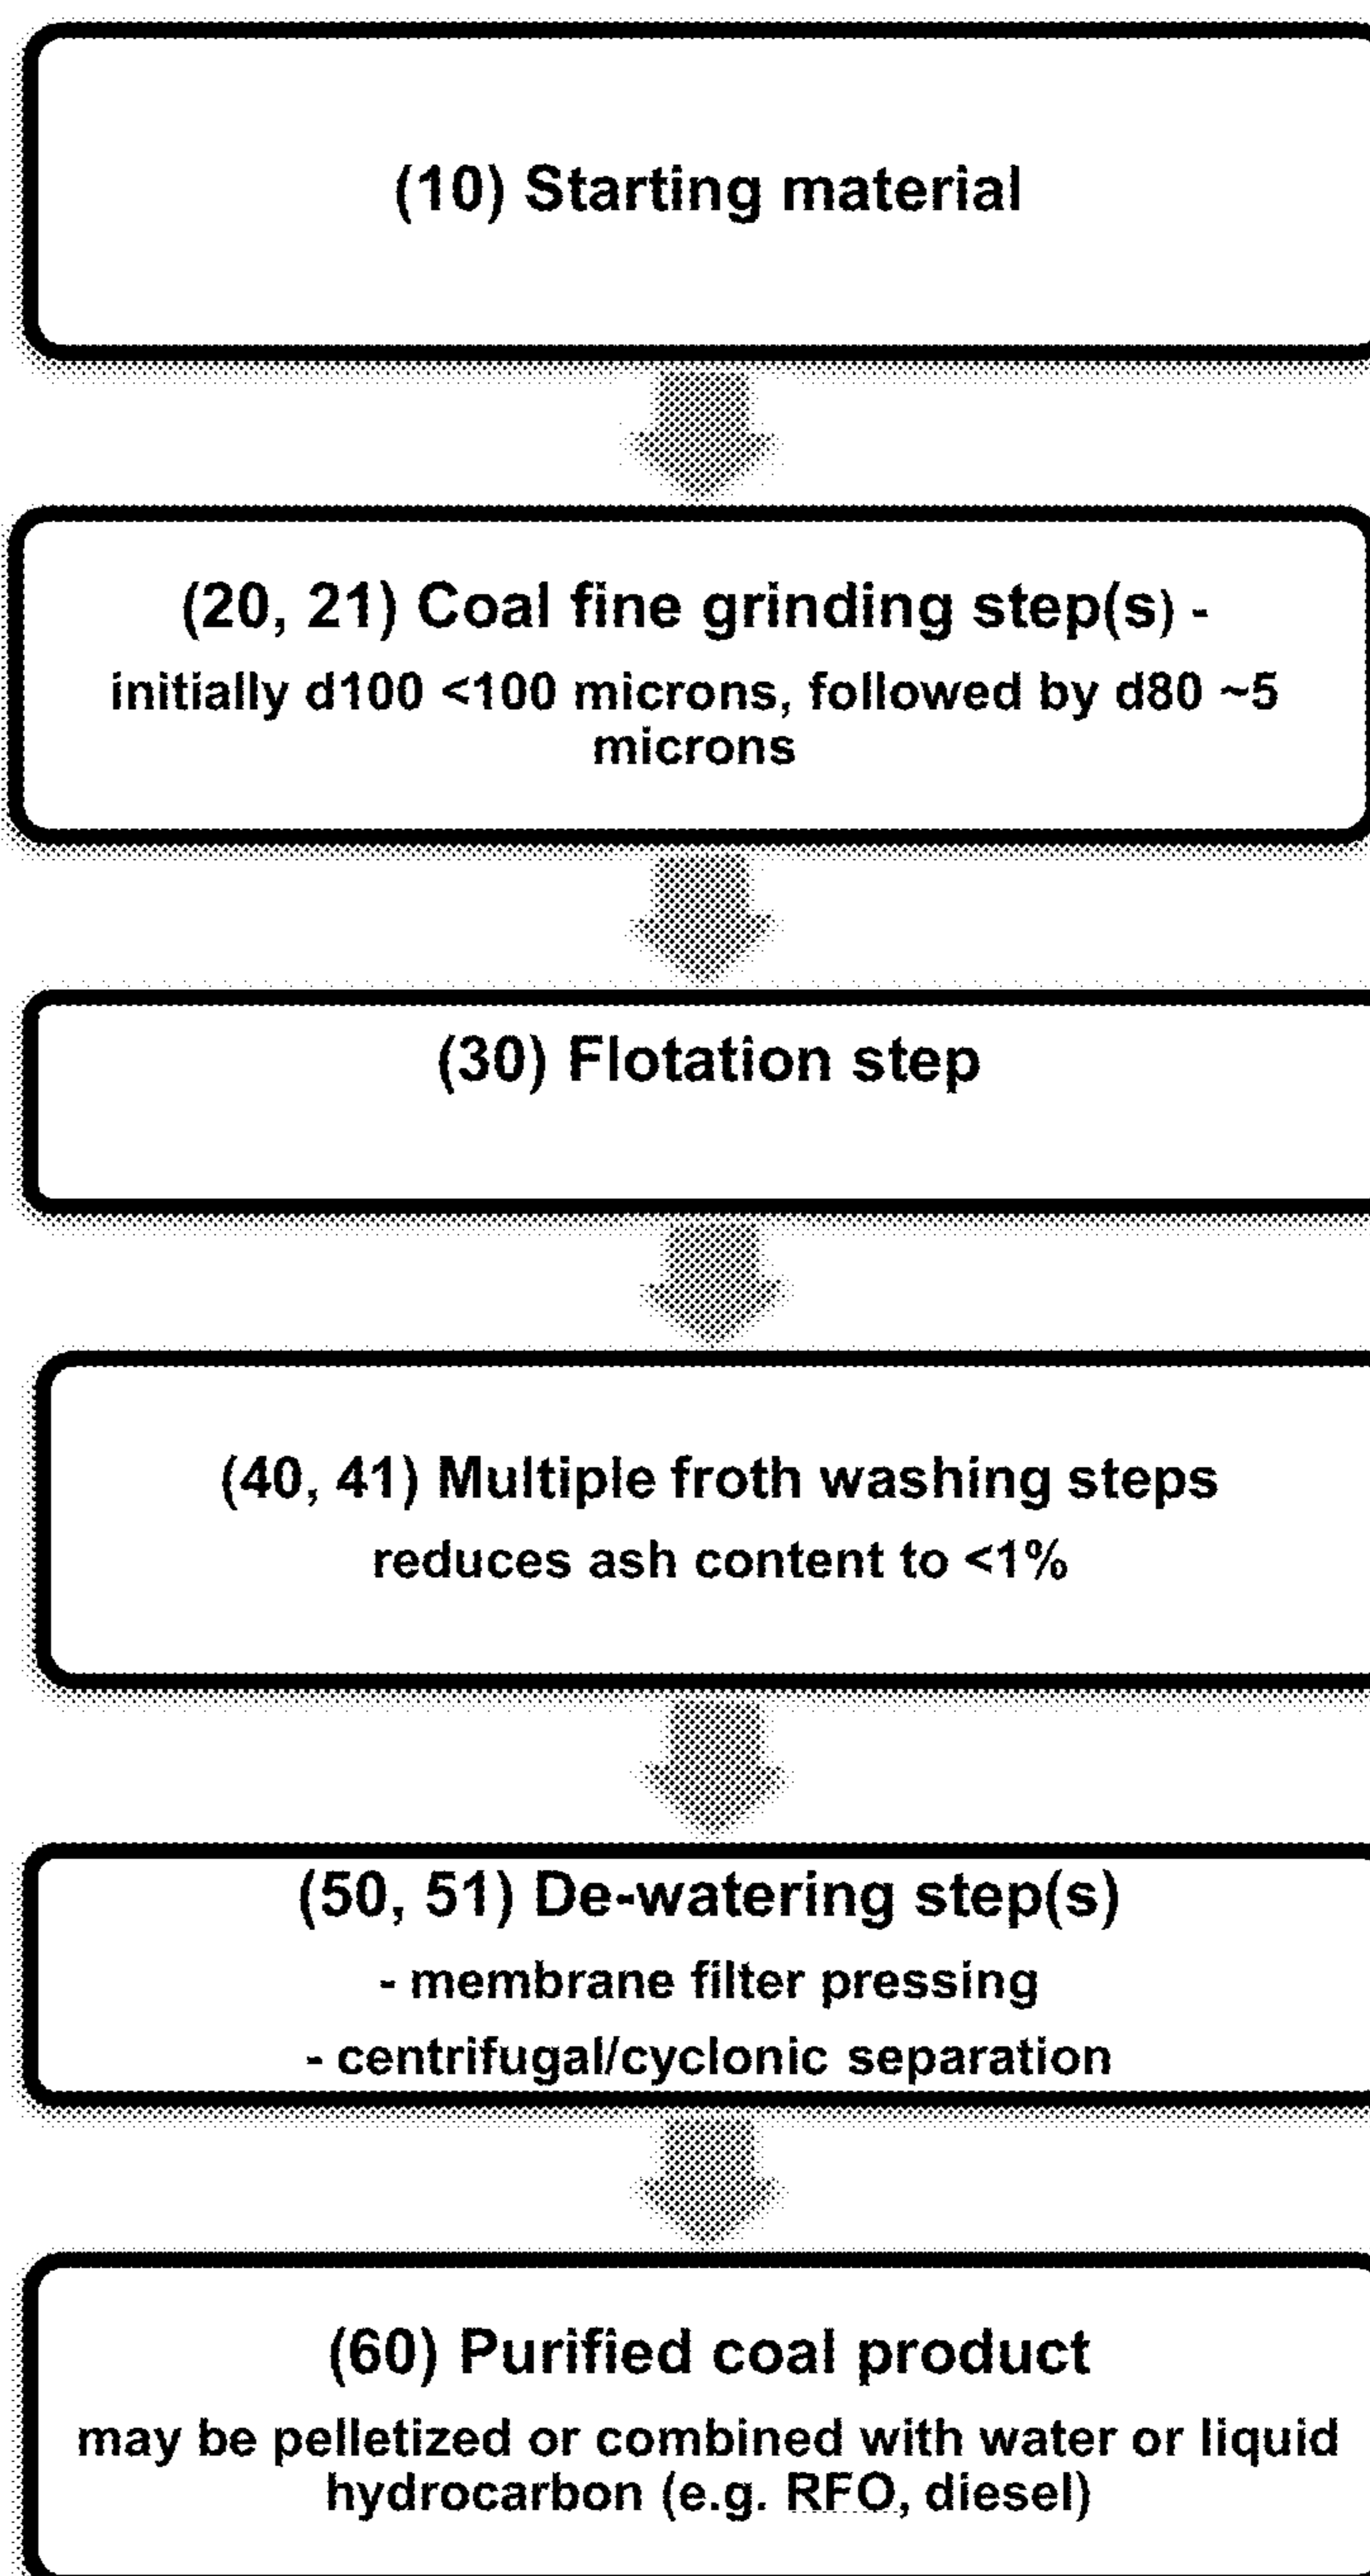 (10) Starting material
(20, 21) Coal fine grinding step(s) -
initially d100 <100 microns, followed by d80 ~5
microns
(30) Flotation step
(40, 41) Multiple froth washing steps
reduces ash content to <1%
(50, 51) De-watering step(s)
- membrane filter pressing
- centrifugal/cyclonic separation
(60) Purified coal product
may be pelletized or combined with water or liquid
hydrocarbon (e.g. RFO, diesel)